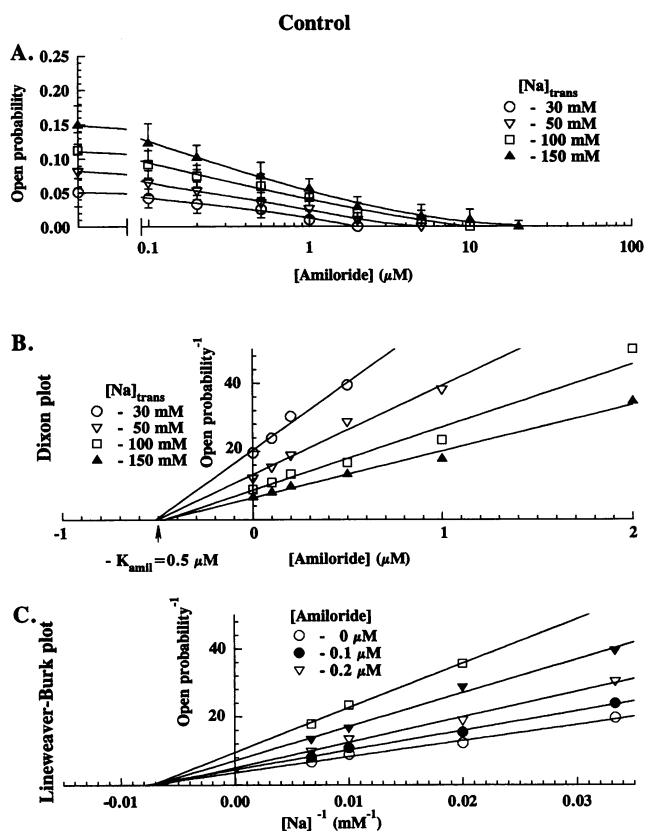 Control
A.
Open probability
0.25
0.20
0.15
0.10
0.05
0.00
0.1
1
10
100
[Amiloride] (µM)
[Na]trans
- 30 mM
- 50 mM
- 100 mM
- 150 mM
B.
Dixon plot
[Na]trans
- 30 mM
- 50 mM
- 100 mM
- 150 mM
Open probability-1
40
20
-1
0
1
2
- Kamil=0.5 µM
[Amiloride] (µM)
C.
Lineweaver-Burk plot
Open probability-1
40
20
[Amiloride]
- 0 µM
- 0.1 µM
- 0.2 µM
-0.01
0.00
0.01
0.02
0.03
[Na] -1 (mM-1)